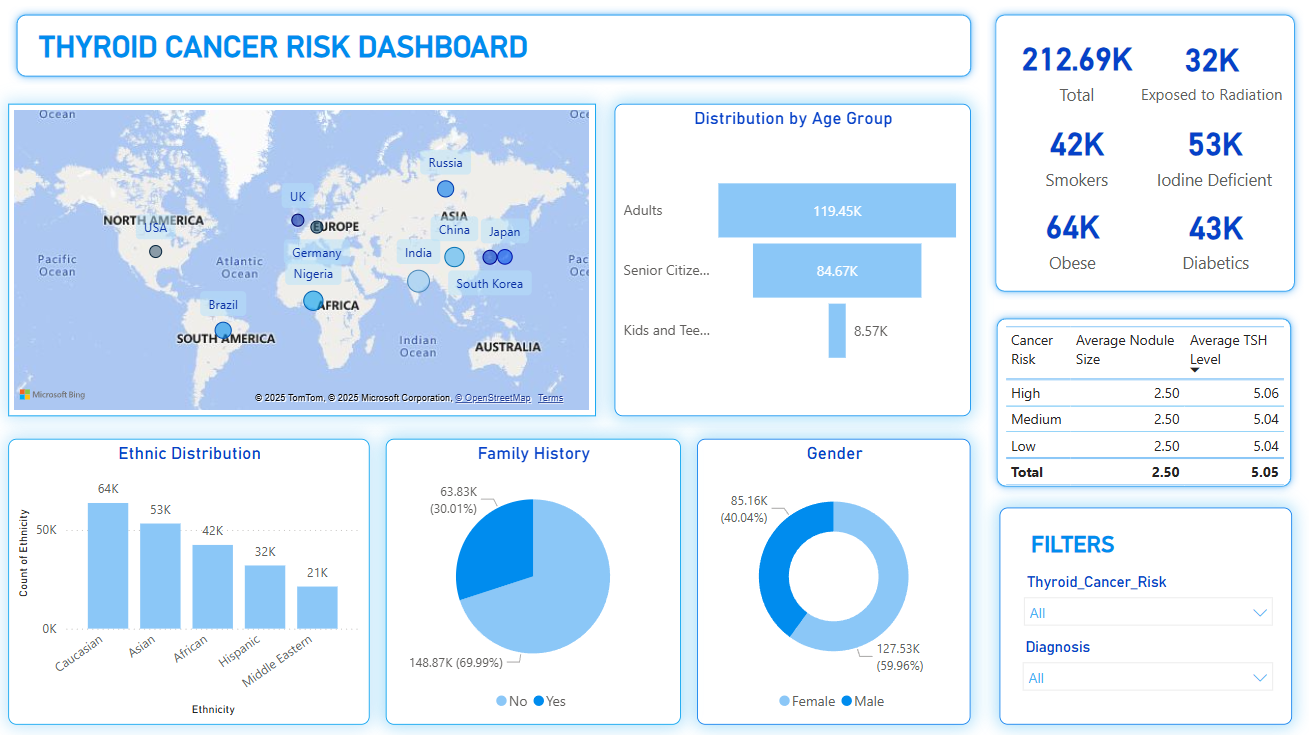 THYROID CANCER RISK DASHBOARD
212.69K
Total
32K
Exposed to Radiation
42K
Smokers
53K
Iodine Deficient
64K
Obese
43K
Diabetics
Ocean
Russia
UK
NORTH AMERICA
USA
EUROPE
ASIA
China
Japan
Pacific
Ocean
Atlantic
Ocean
Germany
India
Nigeria
South Korea
Brazil
AFRICA
SOUTH AMERICA
Indian
Ocean
AUSTRALIA
Microsoft Bing
© 2025 TomTom, © 2025 Microsoft Corporation, © OpenStreetMap Terms
Distribution by Age Group
Adults
119.45K
Senior Citize...
84.67K
Kids and Tee...
8.57K
Cancer Risk
Average Nodule Size
Average TSH Level
High 2.50 5.06
Medium 2.50 5.04
Low 2.50 5.04
Total 2.50 5.05
Ethnic Distribution
Count of Ethnicity
50K
0K
64K
53K
42K
32K
21K
Caucasian
Asian
African
Hispanic
Middle Eastern
Ethnicity
Family History
63.83K
(30.01%)
148.87K (69.99%)
No Yes
Gender
85.16K
(40.04%)
127.53K
(59.96%)
Female Male
FILTERS
Thyroid_Cancer_Risk
All
Diagnosis
All